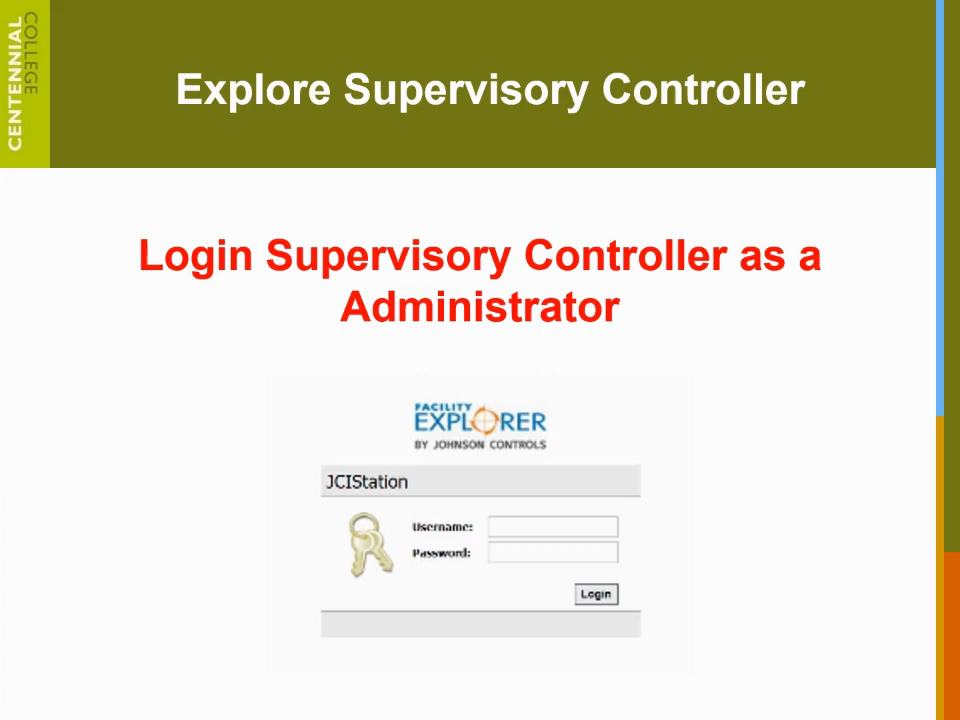 CENTENNIAL
COLLEGE
Explore Supervisory Controller
Login Supervisory Controller as a
Administrator
FACILITY
EXPLORER
BY JOHNSON CONTROLS
JCIStation
Username:
Password:
Login